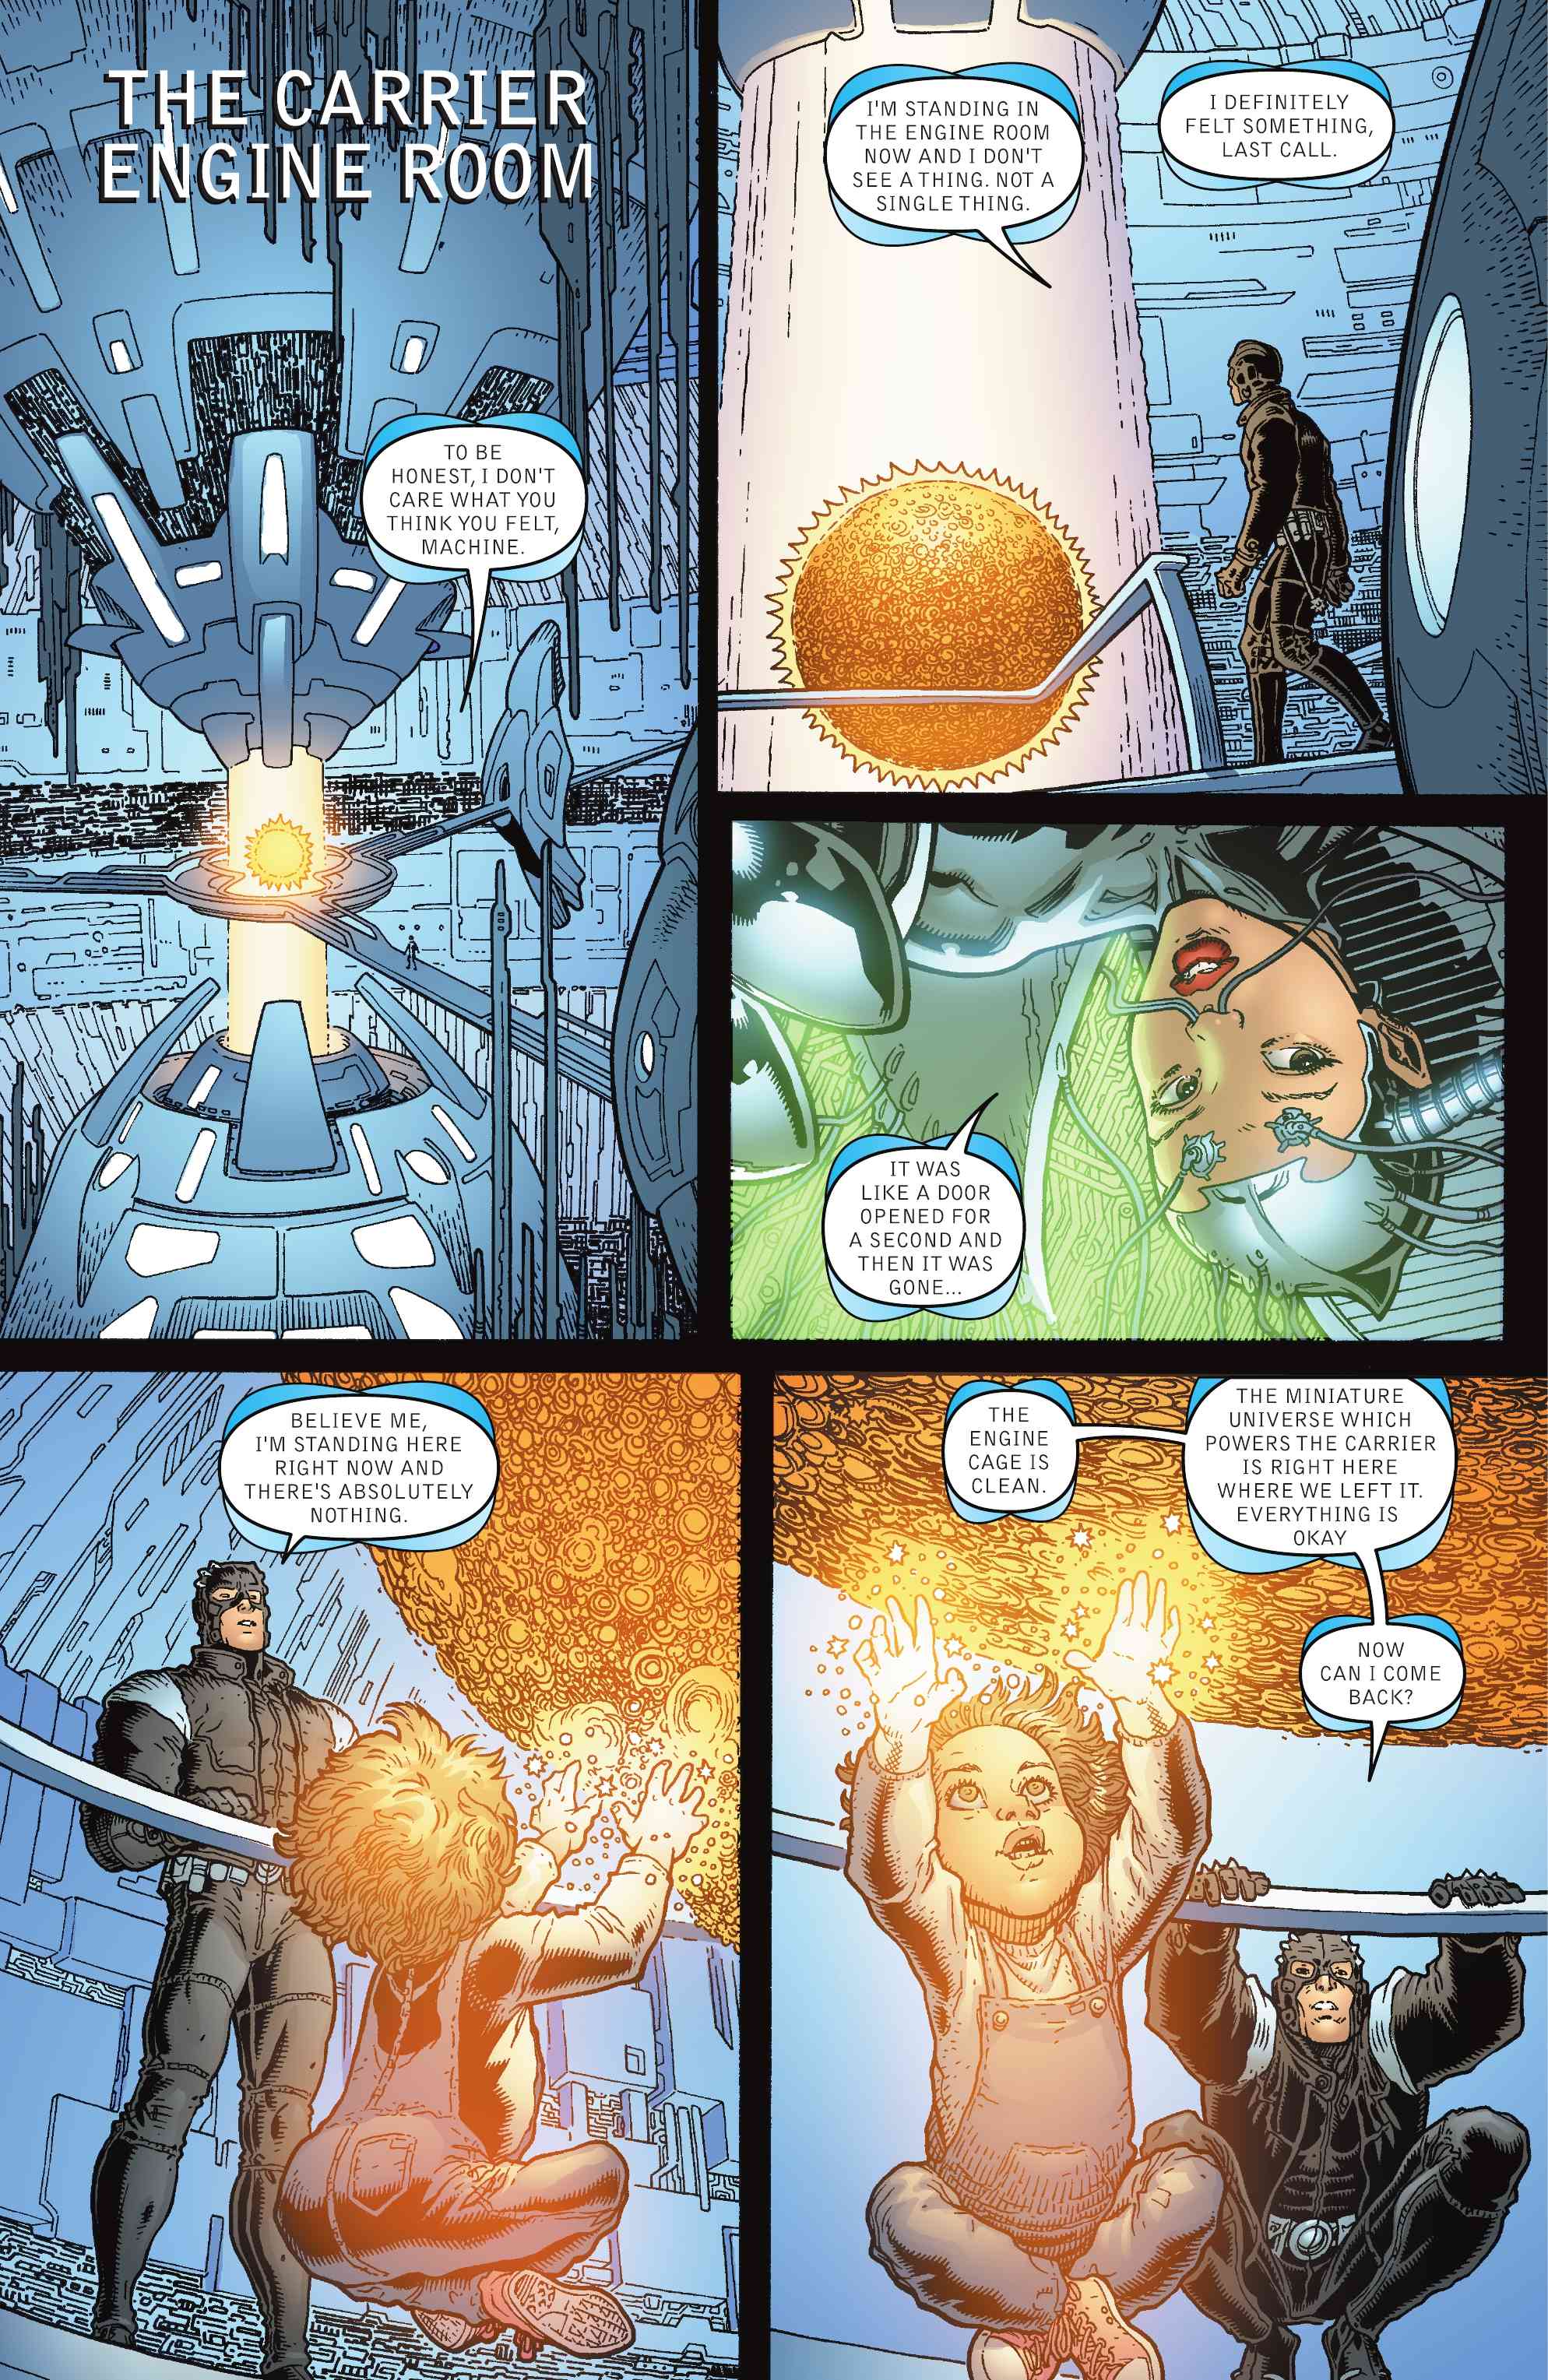 THE CARRIER
ENGINE ROOM
TO BE
HONEST, I DON'T
CARE WHAT YOU
THINK YOU FELT,
MACHINE.
I'M STANDING IN
THE ENGINE ROOM
NOW AND I DON'T
SEE A THING. NOT A
SINGLE THING.
I DEFINITELY
FELT SOMETHING,
LAST CALL.
IT WAS
LIKE A DOOR
OPENED FOR
A SECOND AND
THEN IT WAS
GONE...
BELIEVE ME,
I'M STANDING HERE
RIGHT NOW AND
THERE'S ABSOLUTELY
NOTHING.
THE
ENGINE
CAGE IS
CLEAN.
THE MINIATURE
UNIVERSE WHICH
POWERS THE CARRIER
IS RIGHT HERE
WHERE WE LEFT IT.
EVERYTHING IS
OKAY
NOW
CAN I COME
BACK?